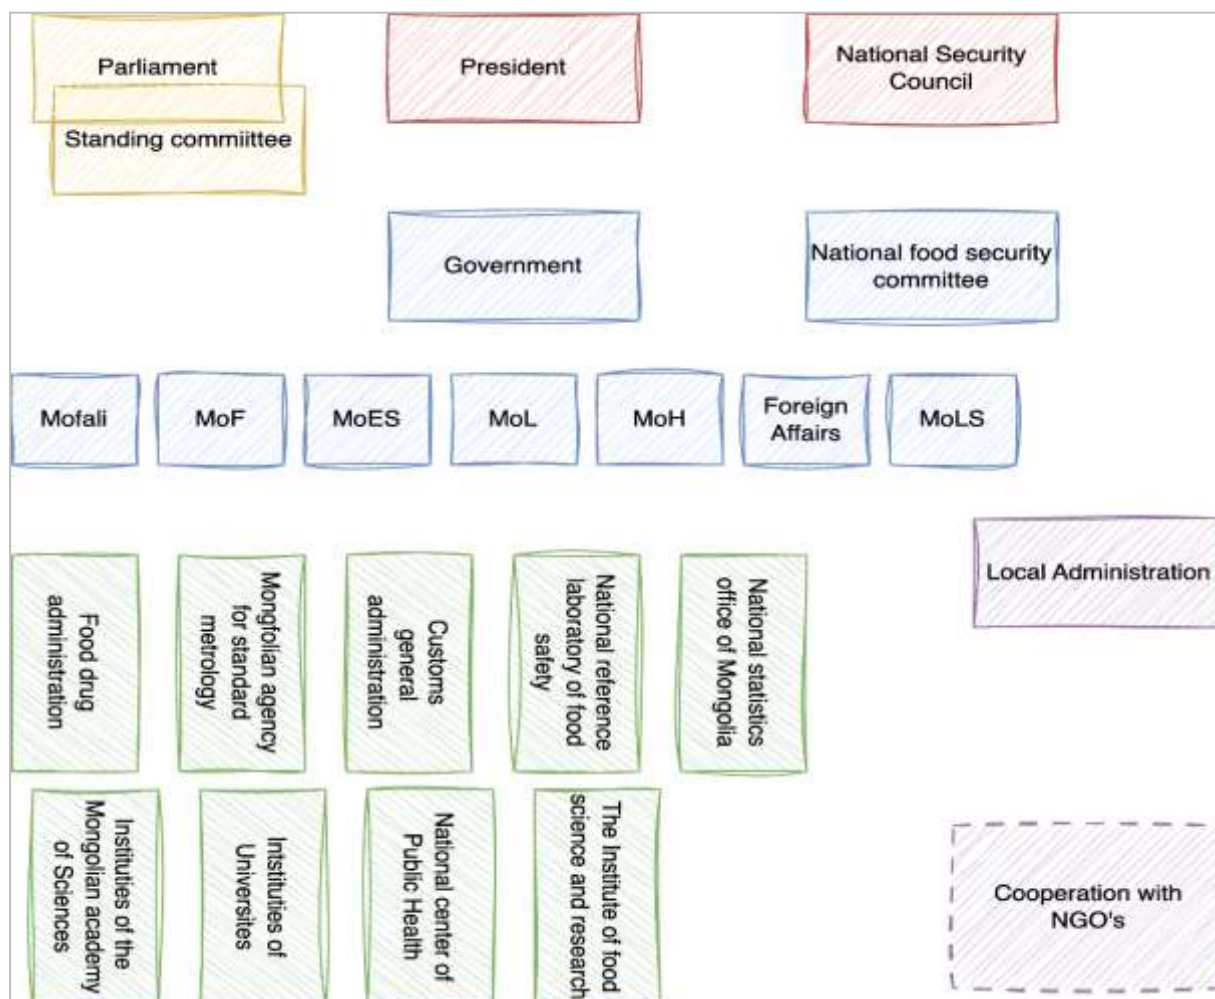 Parliament
Standing commiittee
President
National Security
Council
Government
National food security
committee
Mofali
MoF
MoES
MoL
MoH
Foreign
Affairs
MoLS
Local Administration
Food drug
administration
Mongfolian agency
for standard
metrology
Customs
general
administration
National reference
laboratory of food
safety
National statistics
office of Mongolia
Instituties of the
Mongolian academy
of Sciences
Intstituties of
Universites
National center of
Public Health
The Institute of food
science and research
Cooperation with
NGO's